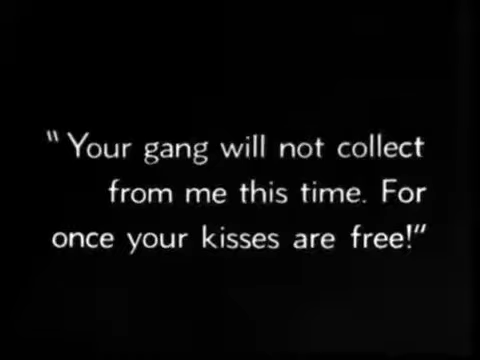 "Your gang will not collect
from me this time. For
once your kisses are free!"